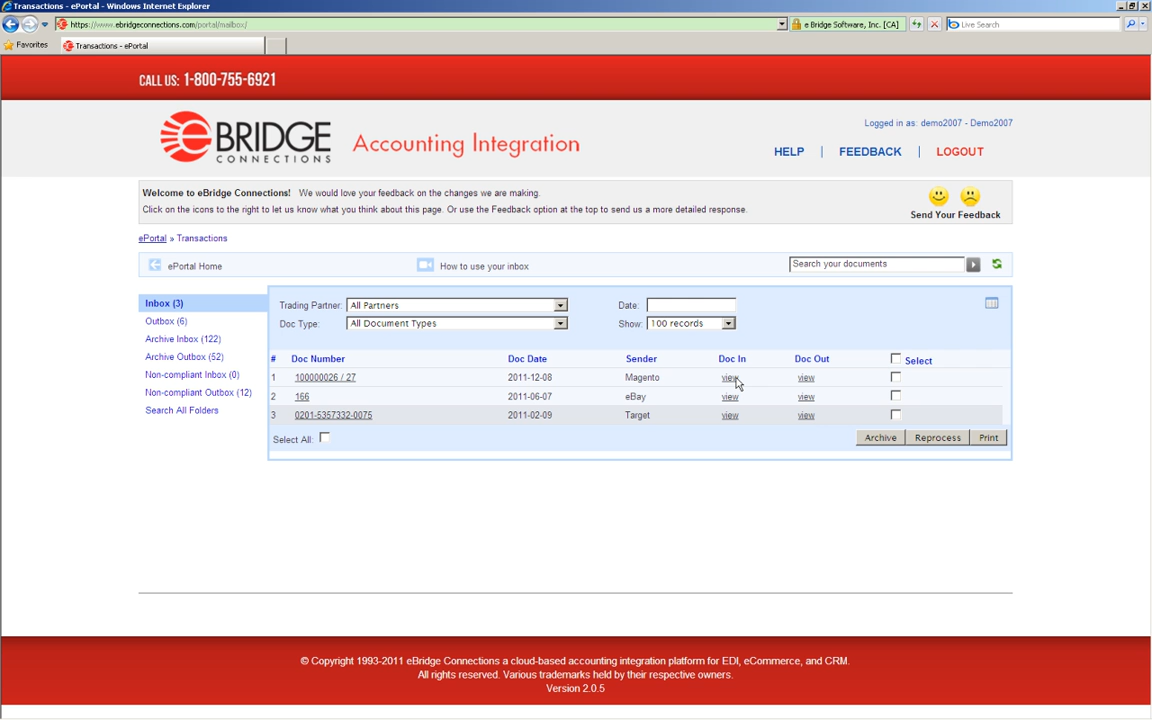 Transactions - ePortal - Windows Internet Explorer
https://www.ebridgeconnections.com/portal/mailbox/
e Bridge Software, Inc. [CA]
Live Search
Favorites
Transactions - ePortal
CALL US: 1-800-755-6921
Logged in as: demo2007 - Demo2007
eBRIDGE
CONNECTIONS
Accounting Integration
HELP | FEEDBACK | LOGOUT
Welcome to eBridge Connections! We would love your feedback on the changes we are making.
Click on the icons to the right to let us know what you think about this page. Or use the Feedback option at the top to send us a more detailed response.
Send Your Feedback
ePortal » Transactions
ePortal Home
How to use your inbox
Search your documents
Inbox (3)
Outbox (6)
Archive Inbox (122)
Archive Outbox (52)
Non-compliant Inbox (0)
Non-compliant Outbox (12)
Search All Folders
Trading Partner: All Partners Date:
Doc Type: All Document Types Show: 100 records
# Doc Number Doc Date Sender Doc In Doc Out Select
1 100000026 / 27 2011-12-08 Magento view view
2 166 2011-06-07 eBay view view
3 0201-5357332-0075 2011-02-09 Target view view
Select All:
Archive Reprocess Print
© Copyright 1993-2011 eBridge Connections a cloud-based accounting integration platform for EDI, eCommerce, and CRM.
All rights reserved. Various trademarks held by their respective owners.
Version 2.0.5